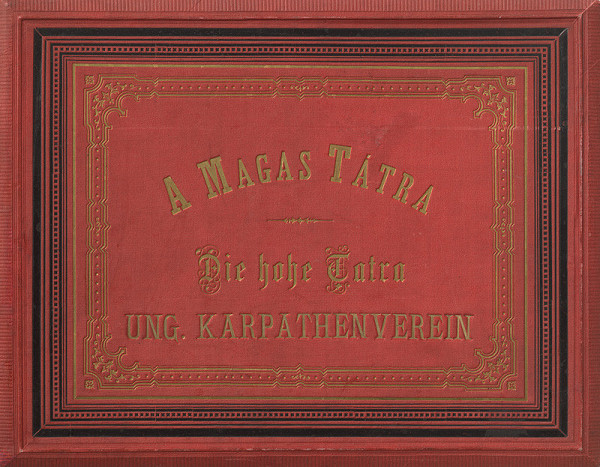 A MAGAS TÁTRA
Die hohe Tatra
UNG. KARPATHENVEREIN